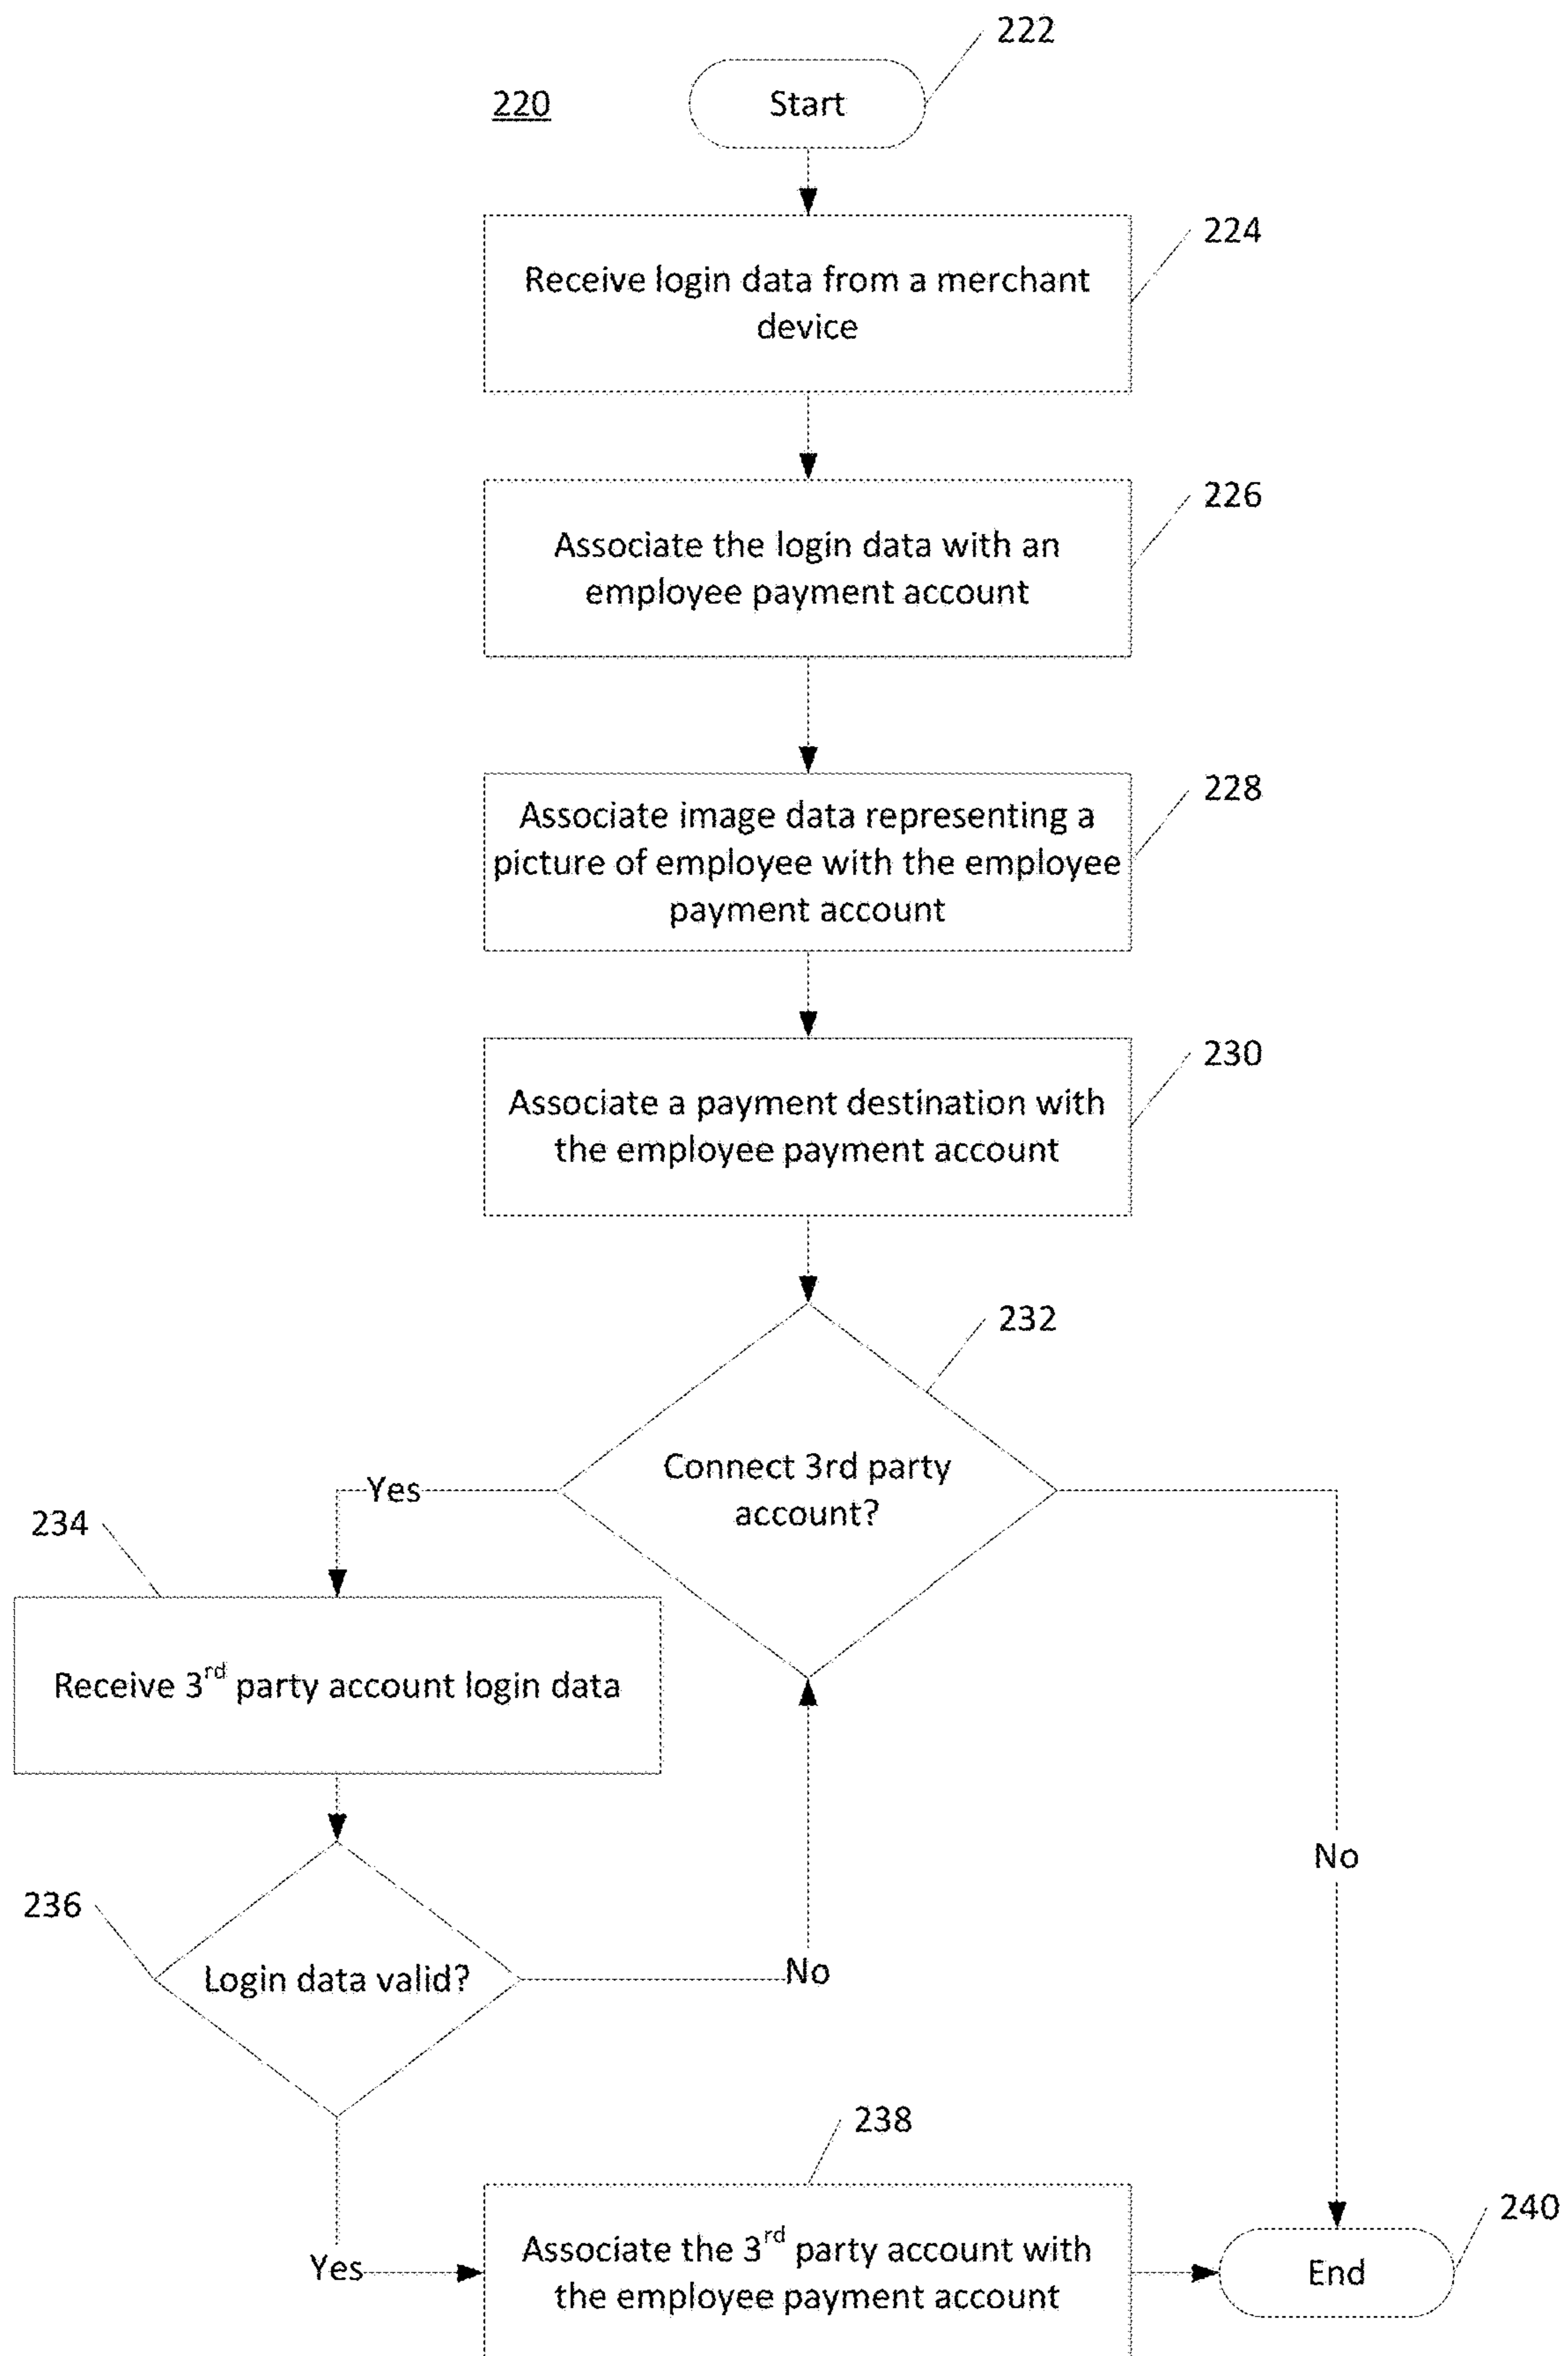 222
220
Start
224
Receive login data from a merchant
device
226
Associate the login data with an
employee payment account
228
Associate image data representing a
picture of employee with the employee
payment account
230
Associate a payment destination with
the employee payment account
232
Connect 3rd party
account?
Yes
234
Receive 3rd party account login data
No
236
Login data valid?
No
238
240
Yes
Associate the 3rd party account with
the employee payment account
End